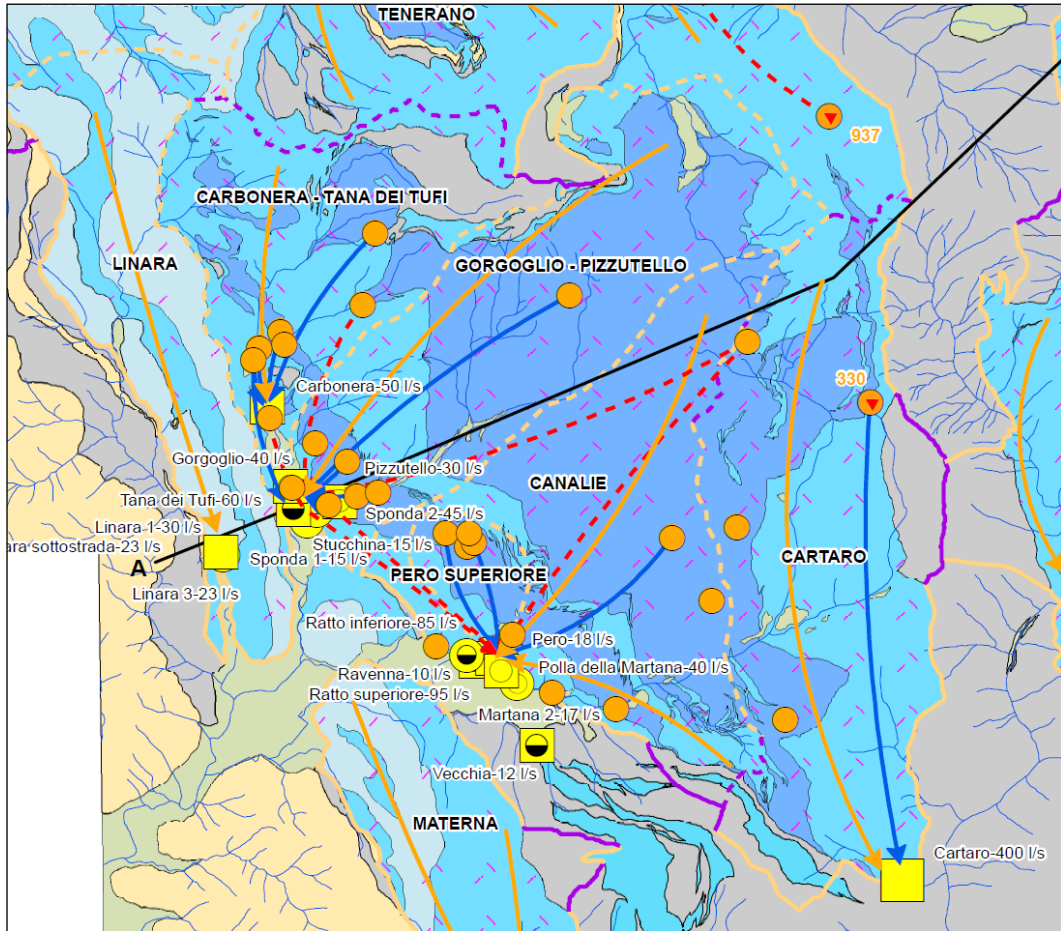 TENERANO
937
CARBONERA - TANA DEI TUFI
LINARA
GORGOGLIO - PIZZUTELLO
330
Carbonera-50 l/s
Gorgoglio-40 l/s
Pizzutello-30 l/s
CANALIE
Tana dei Tufi-60 l/s
Sponda 2-45 l/s
Linara 1-30 l/s
Stucchina-15 l/s
ara sottostrada-23 l/s
Sponda 1-15 l/s
CARTARO
A
PERO SUPERIORE
Linara 3-23 l/s
Ratto inferiore-85 l/s
Pero-18 l/s
Ravenna-10 l/s
Polla della Martana-40 l/s
Ratto superiore-95 l/s
Martana 2-17 l/s
Vecchia-12 l/s
MATERNA
Cartaro-400 l/s